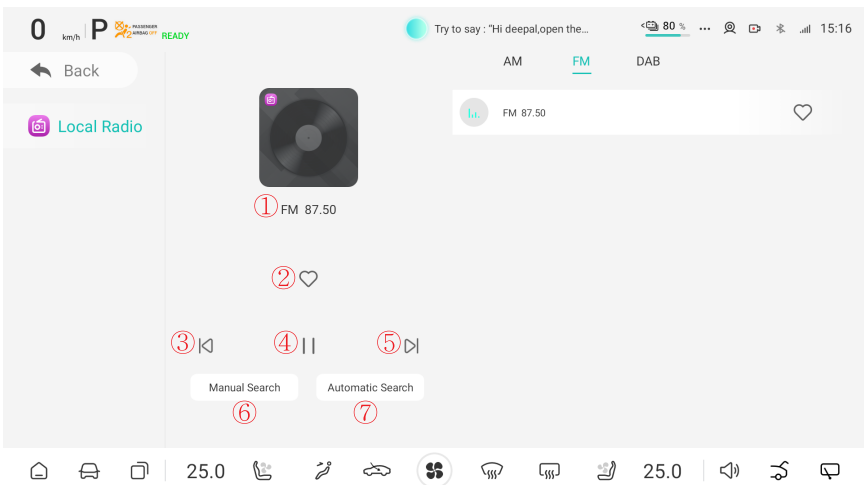 0 km/h P PASSENGER AIRBAG OFF READY Try to say : "Hi deepal,open the... 80 % 15:16
Back
AM FM DAB
Local Radio
FM 87.50
① FM 87.50
②
③ ④ ⑤
Manual Search Automatic Search
⑥ ⑦
25.0 25.0